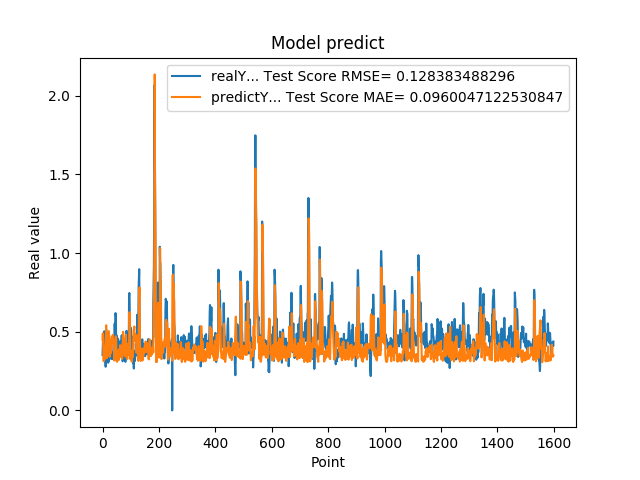 Model predict
realY... Test Score RMSE= 0.128383488296
predictY... Test Score MAE= 0.0960047122530847
2.0
1.5
1.0
0.5
0.0
Real value
0 200 400 600 800 1000 1200 1400 1600
Point